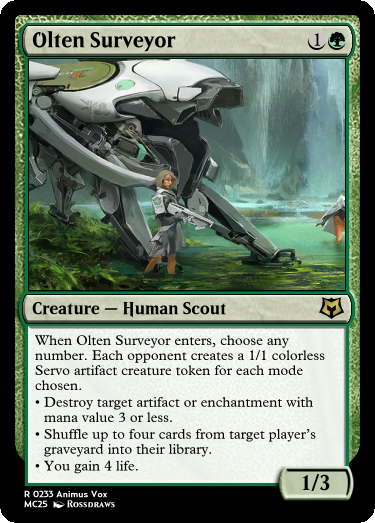 Olten Surveyor 1
Creature — Human Scout
When Olten Surveyor enters, choose any
number. Each opponent creates a 1/1 colorless
Servo artifact creature token for each mode
chosen.
• Destroy target artifact or enchantment with
mana value 3 or less.
• Shuffle up to four cards from target player's
graveyard into their library.
• You gain 4 life.
1/3
R 0233 Animus Vox
MC25 Rossdraws